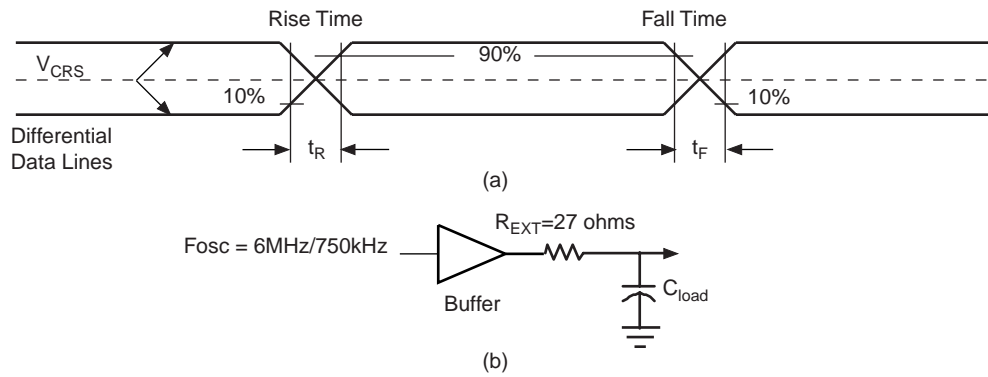 Rise Time
Fall Time
V_CRS
90%
10%
10%
Differential
Data Lines
t_R
t_F
(a)
R_EXT=27 ohms
Fosc = 6MHz/750kHz
Buffer
C_load
(b)